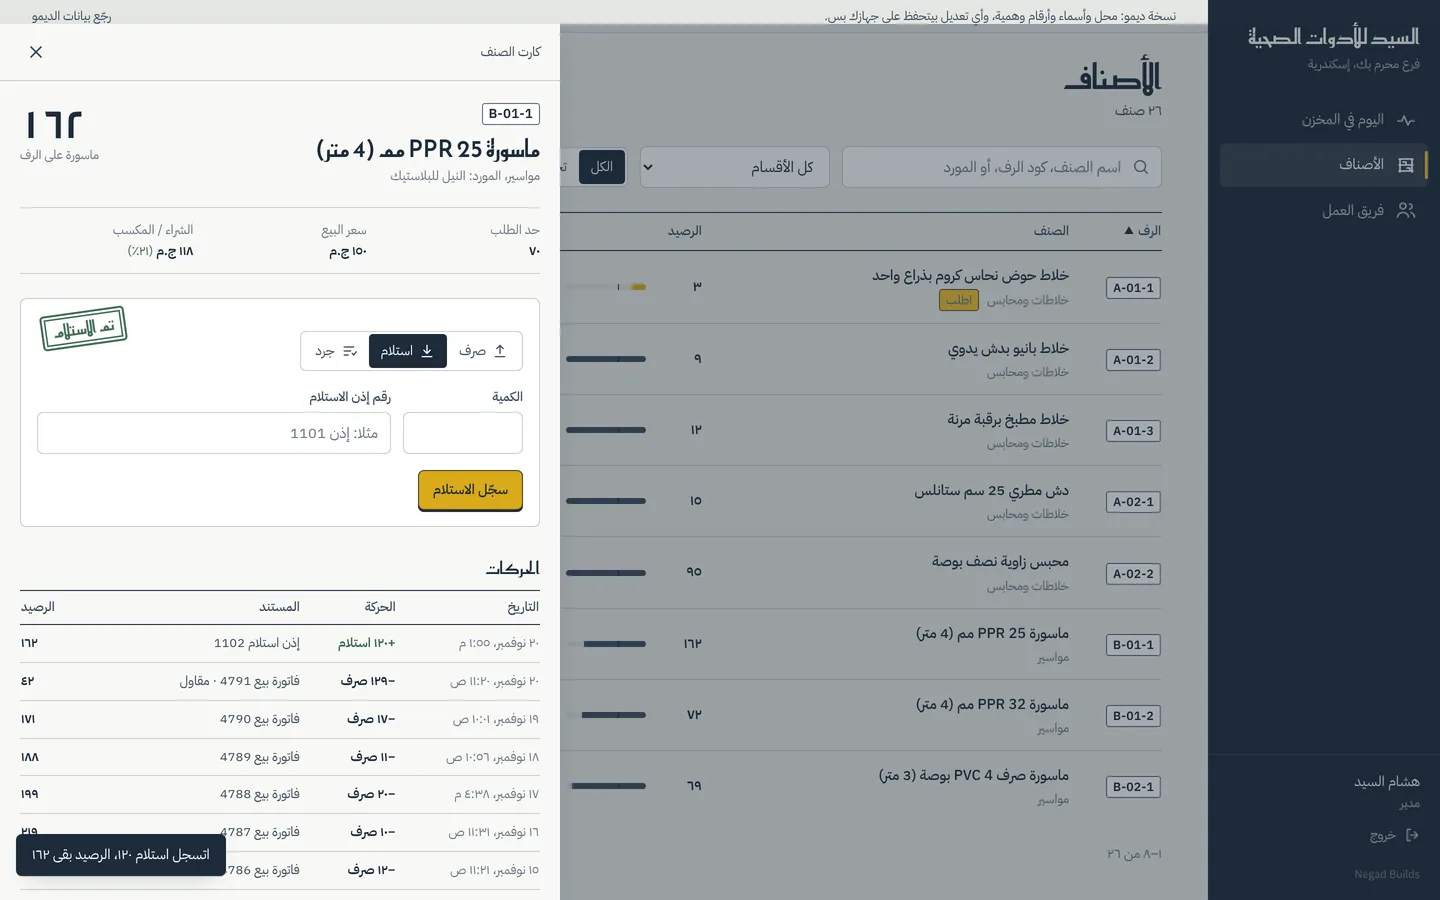 نسخة ديمو: محل وأسماء وأرقام وهمية، وأي تعديل بيتحفظ على جهازك بس.
رجّع بيانات الديمو
السيد للأدوات الصحية
فرع محرم بك، إسكندرية
اليوم في المخزن
الأصناف
فريق العمل
هشام السيد
مدير
خروج
Negad Builds
الأصناف
٢٦ صنف
اسم الصنف، كود الرف، أو المورد
كل الأقسام
الكل
الرف ▲ الصنف الرصيد
A-01-1 خلاط حوض نحاس كروم بذراع واحد ٣
خلاطات ومحابس اطلب
A-01-2 خلاط بانيو بدش يدوي ٩
خلاطات ومحابس
A-01-3 خلاط مطبخ برقبة مرنة ١٢
خلاطات ومحابس
A-02-1 دش مطري 25 سم ستانلس ١٥
خلاطات ومحابس
A-02-2 محبس زاوية نصف بوصة ٩٥
خلاطات ومحابس
B-01-1 ماسورة PPR 25 مم (4 متر) ١٦٢
مواسير
B-01-2 ماسورة PPR 32 مم (4 متر) ٧٢
مواسير
B-02-1 ماسورة صرف PVC 4 بوصة (3 متر) ٦٩
مواسير
١–٨ من ٢٦
كارت الصنف
B-01-1
ماسورة PPR 25 مم (4 متر)
مواسير، المورد: النيل للبلاستيك
١٦٢
ماسورة على الرف
حد الطلب سعر البيع الشراء / المكسب
٧٠ ١٥٠ ج.م ١١٨ ج.م (٢١٪)
صرف استلام جرد
تم الاستلام
الكمية رقم إذن الاستلام
مثلا: إذن 1101
سجّل الاستلام
الحركات
التاريخ الحركة المستند الرصيد
٢٠ نوفمبر، ١:٥٥ م +١٢٠ استلام إذن استلام 1102 ١٦٢
٢٠ نوفمبر، ١١:٢٠ ص −١٢٩ صرف فاتورة بيع 4791 · مقاول ٤٢
١٩ نوفمبر، ١٠:٠١ ص −١٧ صرف فاتورة بيع 4790 ١٧١
١٨ نوفمبر، ١٠:٥٦ ص −١١ صرف فاتورة بيع 4789 ١٨٨
١٧ نوفمبر، ٤:٣٨ م −٢٠ صرف فاتورة بيع 4788 ١٩٩
١٦ نوفمبر، ١١:٣١ ص −١٠ صرف فاتورة بيع 4787 ٢١٩
١٥ نوفمبر، ١١:٢١ ص −١٢ صرف فاتورة بيع
اتسجل استلام ١٢٠، الرصيد بقى ١٦٢